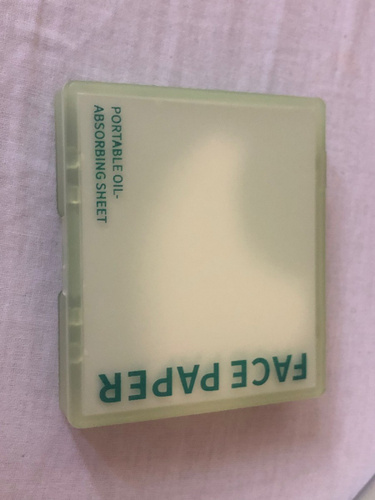 FACE PAPER
PORTABLE OIL-
ABSORBING SHEET